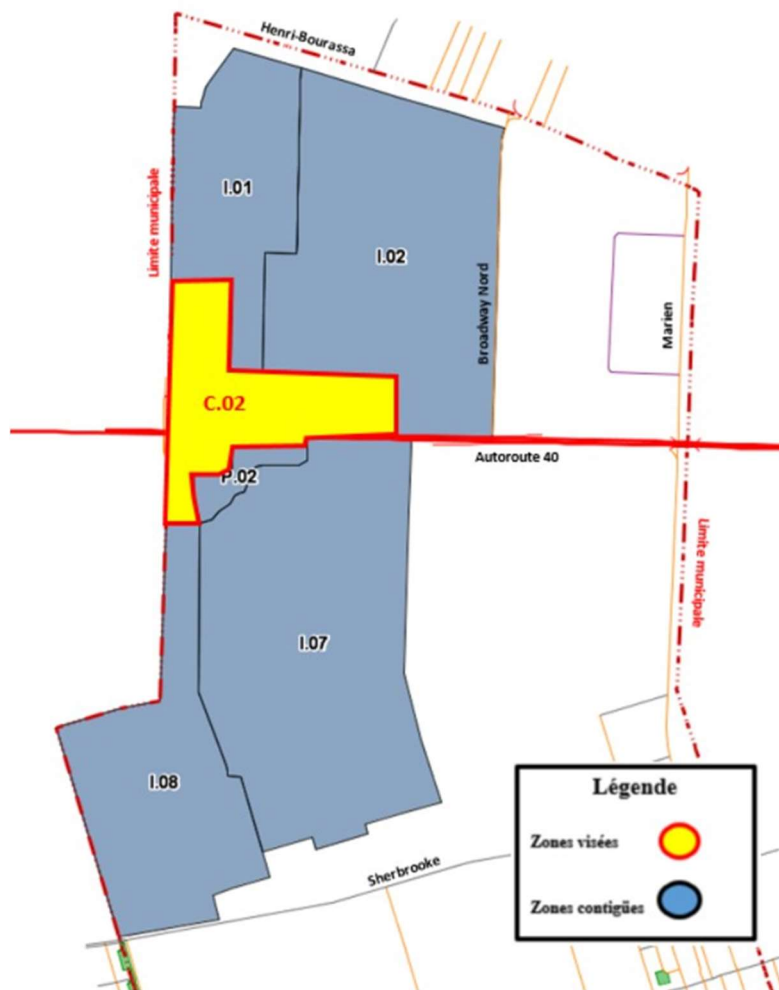 Henri-Bourassa
Limite municipale
I.01
I.02
Broadway Nord
Marien
C.02
Autoroute 40
P.02
Limite municipale
I.07
I.08
Légende
Zones visées
Zones contigües
Sherbrooke